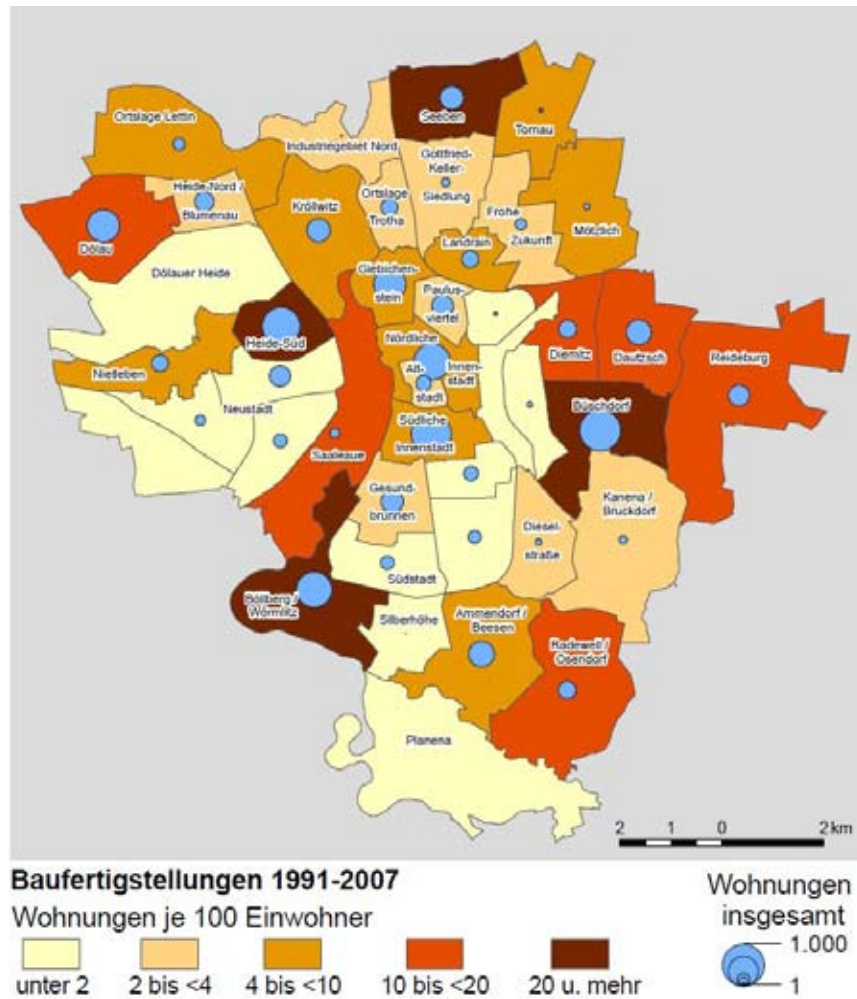 Seeben
Ortslage Lettin
Tornau
Industriegebiet Nord
Gottfried-
Keller-
Siedlung
Heide-Nord /
Blumenau
Kröllwitz
Ortslage
Trotha
Frohe
Zukunft
Mötzlich
Dölau
Landrain
Dölauer Heide
Giebichen-
stein
Paulus-
viertel
Heide-Süd
Nördliche
Innen-
stadt
Alt-
stadt
Diemitz
Dautzsch
Reideburg
Nietleben
Neustadt
Büschdorf
Saaleaue
Südliche
Innenstadt
Gesund-
brunnen
Kanena /
Bruckdorf
Diesel-
straße
Südstadt
Böllberg /
Wörmlitz
Silberhöhe
Ammendorf /
Beesen
Radewell /
Osendorf
Planena
2 1 0 2 km
Baufertigstellungen 1991-2007
Wohnungen je 100 Einwohner
unter 2
2 bis <4
4 bis <10
10 bis <20
20 u. mehr
Wohnungen
insgesamt
1.000
1